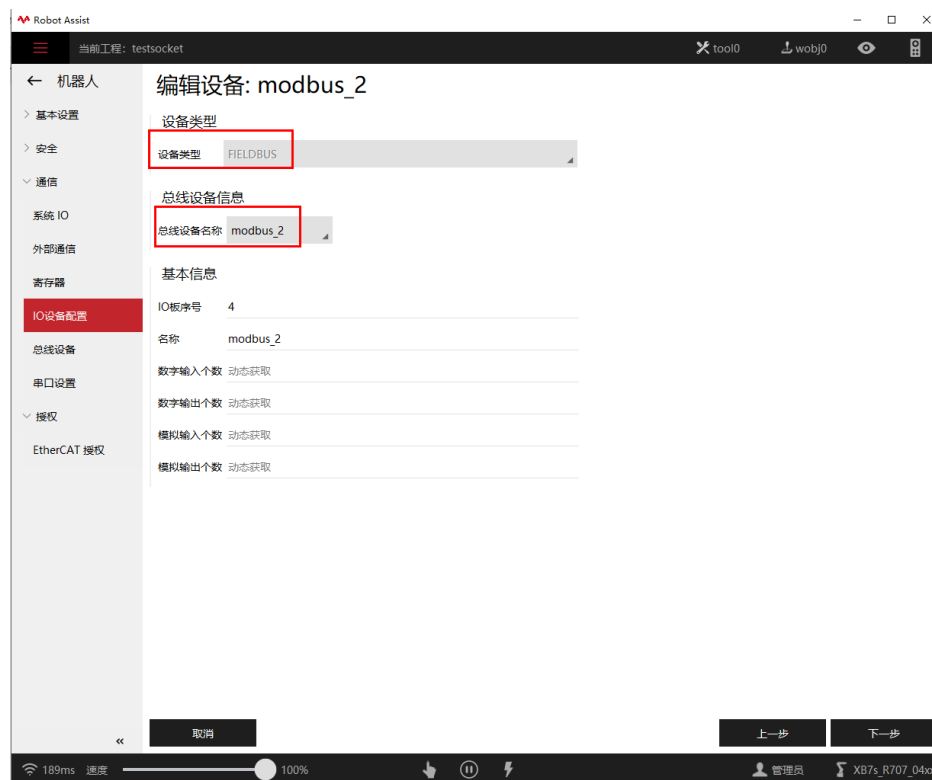 Robot Assist
当前工程: testsocket
tool0
wobj0
机器人
编辑设备: modbus_2
基本设置
安全
通信
系统 IO
外部通信
寄存器
IO设备配置
总线设备
串口设置
授权
EtherCAT 授权
设备类型
设备类型 FIELDBUS
总线设备信息
总线设备名称 modbus_2
基本信息
IO板序号 4
名称 modbus_2
数字输入个数 动态获取
数字输出个数 动态获取
模拟输入个数 动态获取
模拟输出个数 动态获取
«
取消
上一步
下一步
189ms 速度 100% 管理员 XB7s_R707_04x